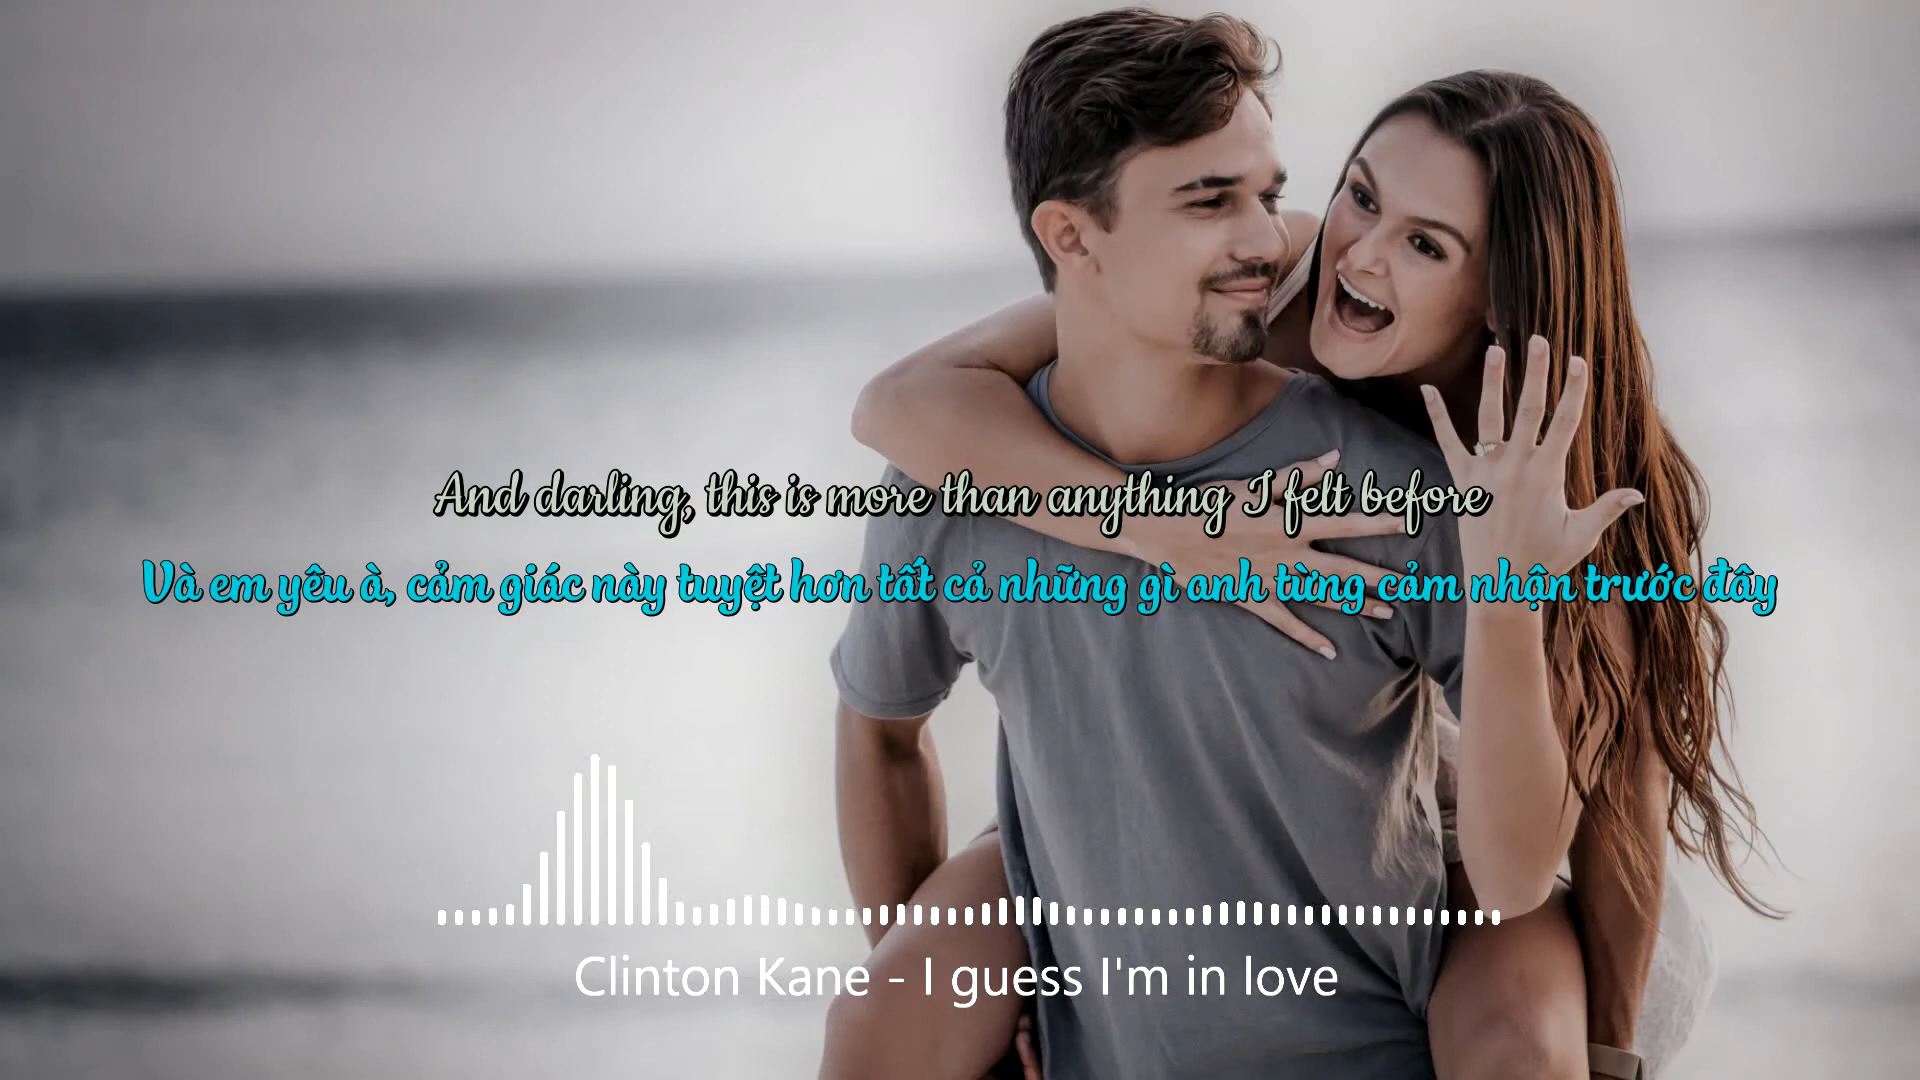 And darling, this is more than anything I felt before
Và em yêu à, cảm giác này tuyệt hơn tất cả những gì anh từng cảm nhận trước đây
Clinton Kane - I guess I'm in love